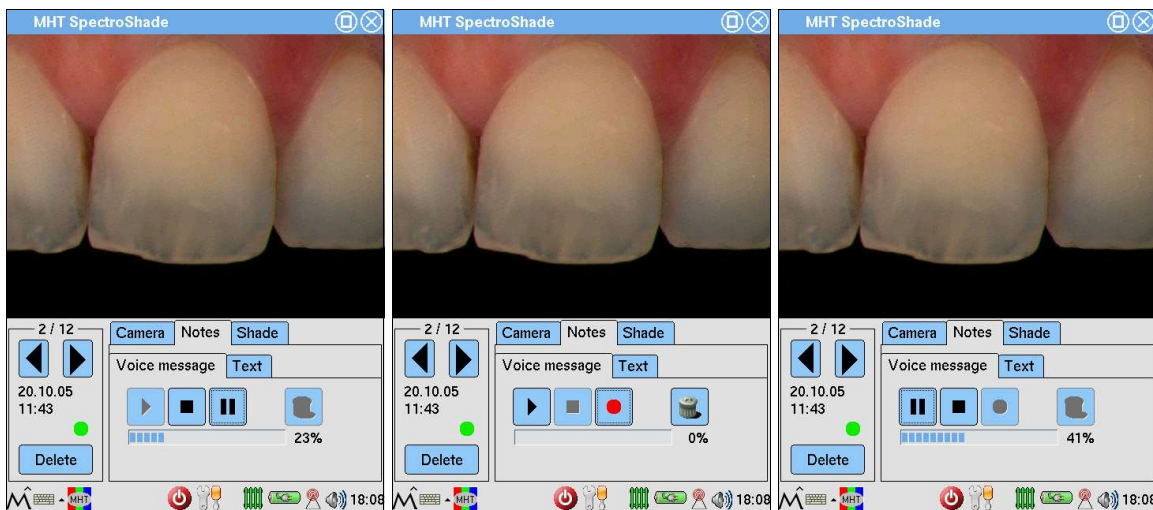 MHT SpectroShade
2 / 12
Camera Notes Shade
Voice message Text
20.10.05
11:43
23%
Delete
MHT
18:08
MHT SpectroShade
2 / 12
Camera Notes Shade
Voice message Text
20.10.05
11:43
0%
Delete
MHT
18:08
MHT SpectroShade
2 / 12
Camera Notes Shade
Voice message Text
20.10.05
11:43
41%
Delete
MHT
18:08